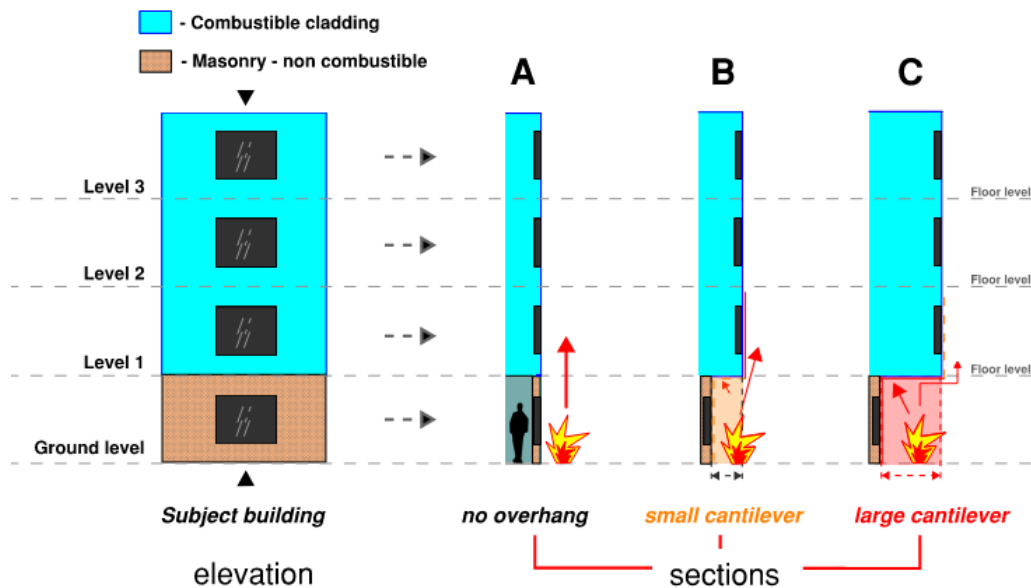 - Combustible cladding
- Masonry - non combustible
A
B
C
Level 3
Floor level
Level 2
Floor level
Level 1
Floor level
Ground level
Subject building
no overhang
small cantilever
large cantilever
elevation
sections